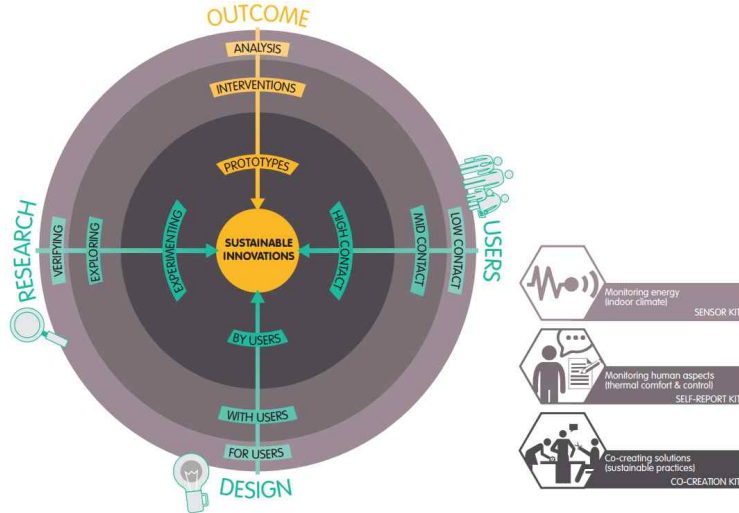 OUTCOME
ANALYSIS
INTERVENTIONS
PROTOTYPES
RESEARCH
VERIFYING
EXPLORING
EXPERIMENTING
SUSTAINABLE
INNOVATIONS
HIGH CONTACT
MID CONTACT
LOW CONTACT
USERS
BY USERS
WITH USERS
FOR USERS
DESIGN
Monitoring energy
(indoor climate)
SENSOR KIT
Monitoring human aspects
(thermal comfort & control)
SELF-REPORT KIT
Co-creating solutions
(sustainable practices)
CO-CREATION KIT